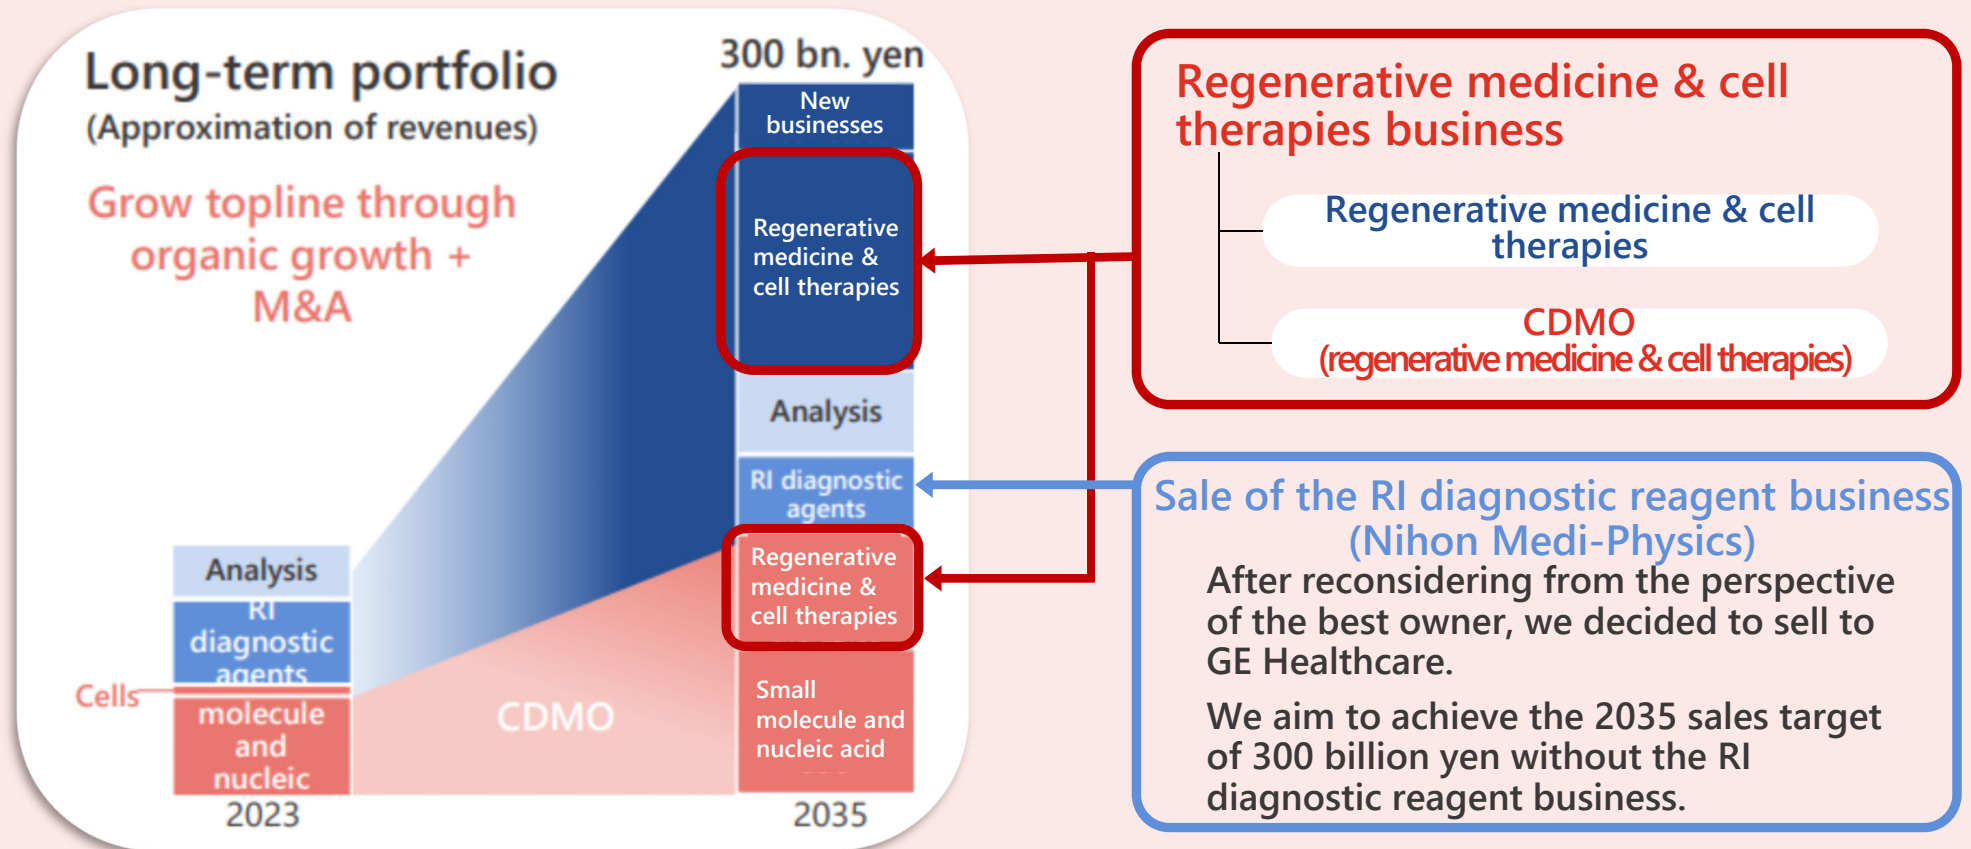 Long-term portfolio
(Approximation of revenues)
Grow topline through
organic growth +
M&A
300 bn. yen
New
businesses
Regenerative
medicine &
cell therapies
Analysis
RI diagnostic
agents
Regenerative
medicine &
cell therapies
Small
molecule and
nucleic acid
2035
Analysis
RI
diagnostic
agents
Cells
molecule
and
nucleic
2023
CDMO
Regenerative medicine & cell
therapies business
Regenerative medicine & cell
therapies
CDMO
(regenerative medicine & cell therapies)
Sale of the RI diagnostic reagent business
(Nihon Medi-Physics)
After reconsidering from the perspective
of the best owner, we decided to sell to
GE Healthcare.
We aim to achieve the 2035 sales target
of 300 billion yen without the RI
diagnostic reagent business.